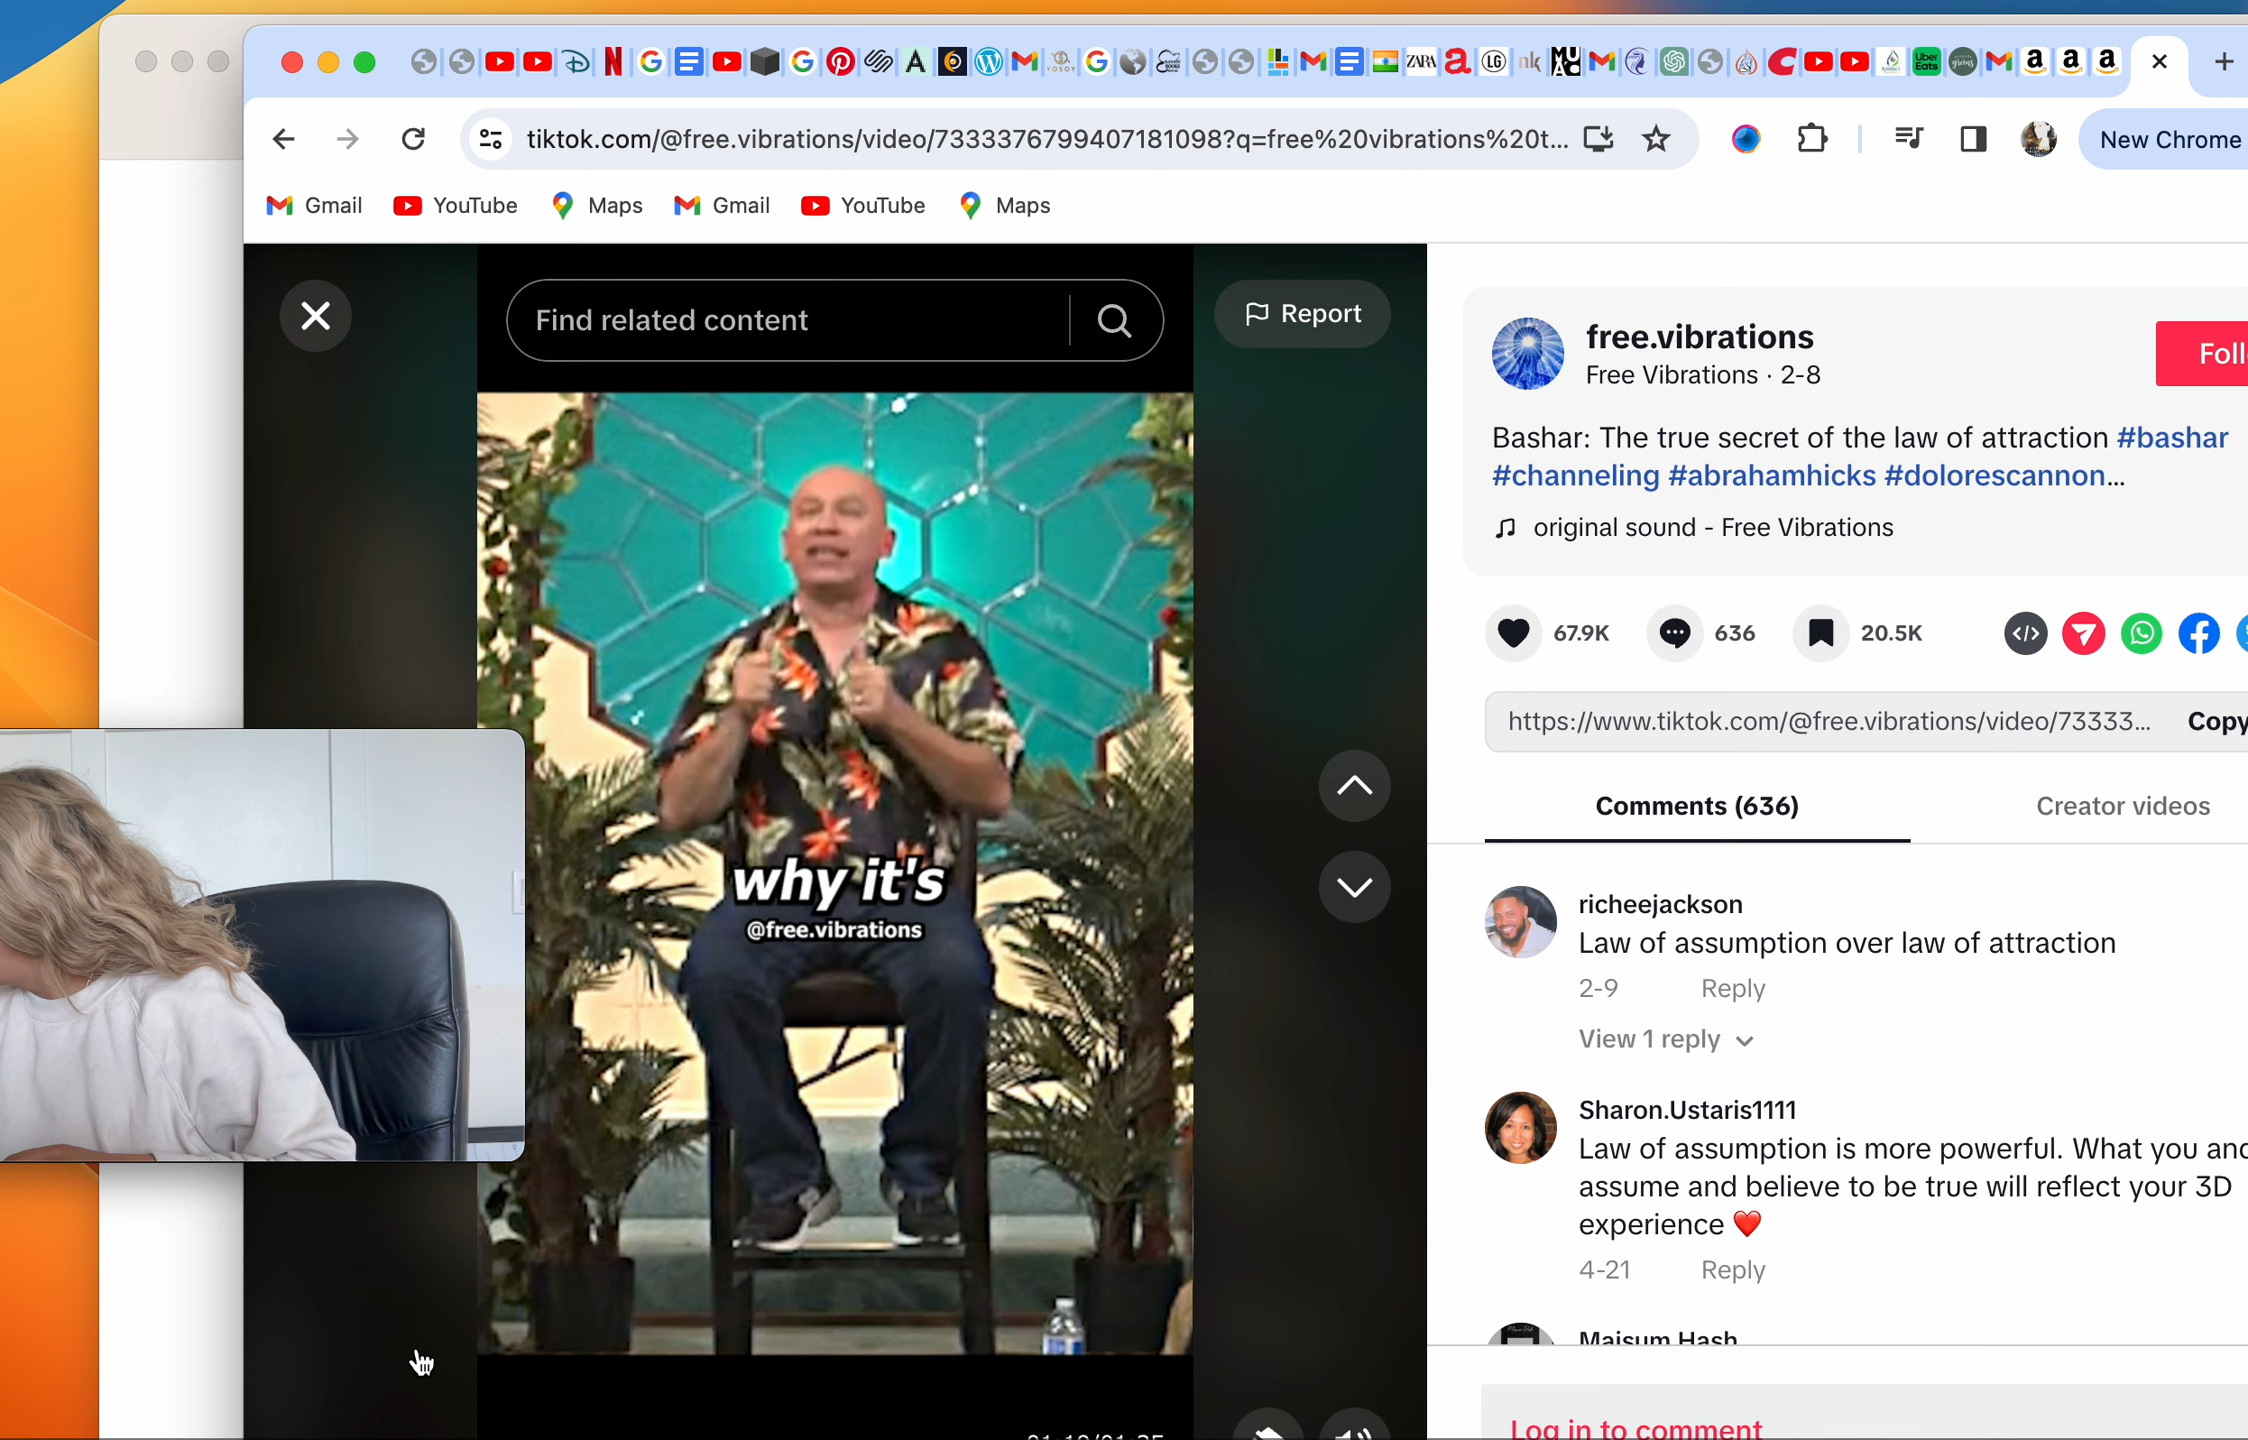 tiktok.com/@free.vibrations/video/7333376799407181098?q=free%20vibrations%20t...
New Chrome
Gmail
YouTube
Maps
Gmail
YouTube
Maps
Find related content
Report
why it's
@free.vibrations
free.vibrations
Free Vibrations · 2-8
Foll
Bashar: The true secret of the law of attraction #bashar
#channeling #abrahamhicks #dolorescannon...
original sound - Free Vibrations
67.9K
636
20.5K
https://www.tiktok.com/@free.vibrations/video/73333...
Copy
Comments (636)
Creator videos
richeejackson
Law of assumption over law of attraction
2-9
Reply
View 1 reply
Sharon.Ustaris1111
Law of assumption is more powerful. What you and
assume and believe to be true will reflect your 3D
experience ❤️
4-21
Reply
Maisum Hash
Log in to comment